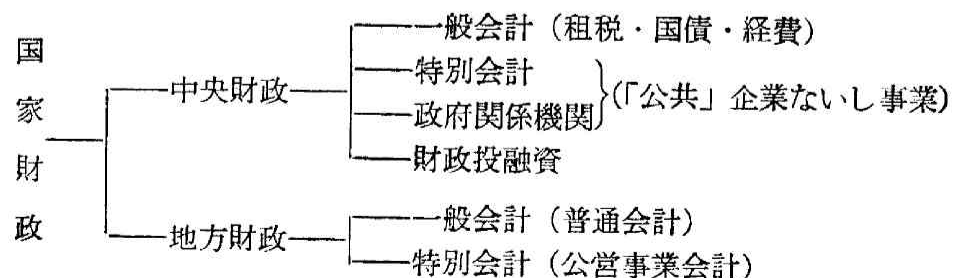 国家財政
中央財政
一般会計（租税・国債・経費）
特別会計
政府関係機関
（「公共」企業ないし事業）
財政投融資
地方財政
一般会計（普通会計）
特別会計（公営事業会計）